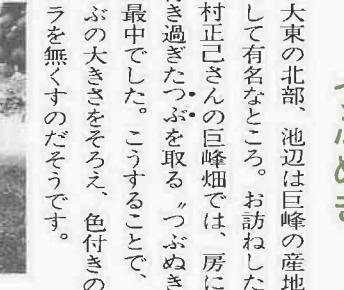 つぶぬき
大東の北部、池辺は巨峰の産地
して有名なところ。お訪ねした
村正己さんの巨峰畑では、房に
き過ぎたつぶを取る〝つぶぬき
最中でした。こうすることで、
ぶの大きさをそろえ、色付きの
ラを無くすのだそうです。